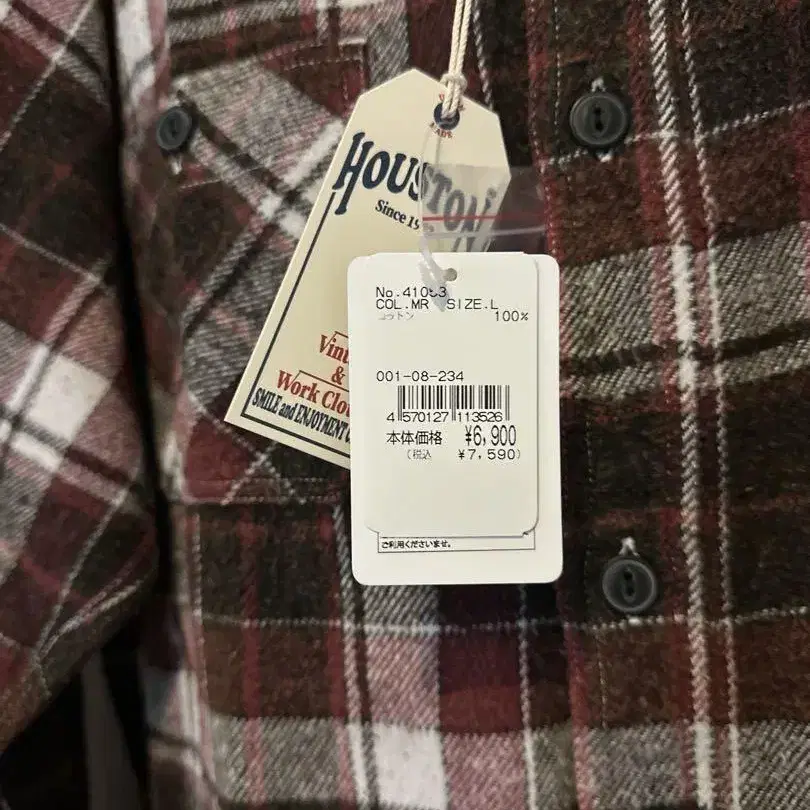 HOUSTON
Since 19
Vint
&
Work Clo
SMILE and ENJOYMENT C
No.41053
COL.MR SIZE.L
コットン 100%
001-08-234
4 570127 113526
本体価格 ¥6,900
(税込 ¥7,590)
ご利用くださいませ。